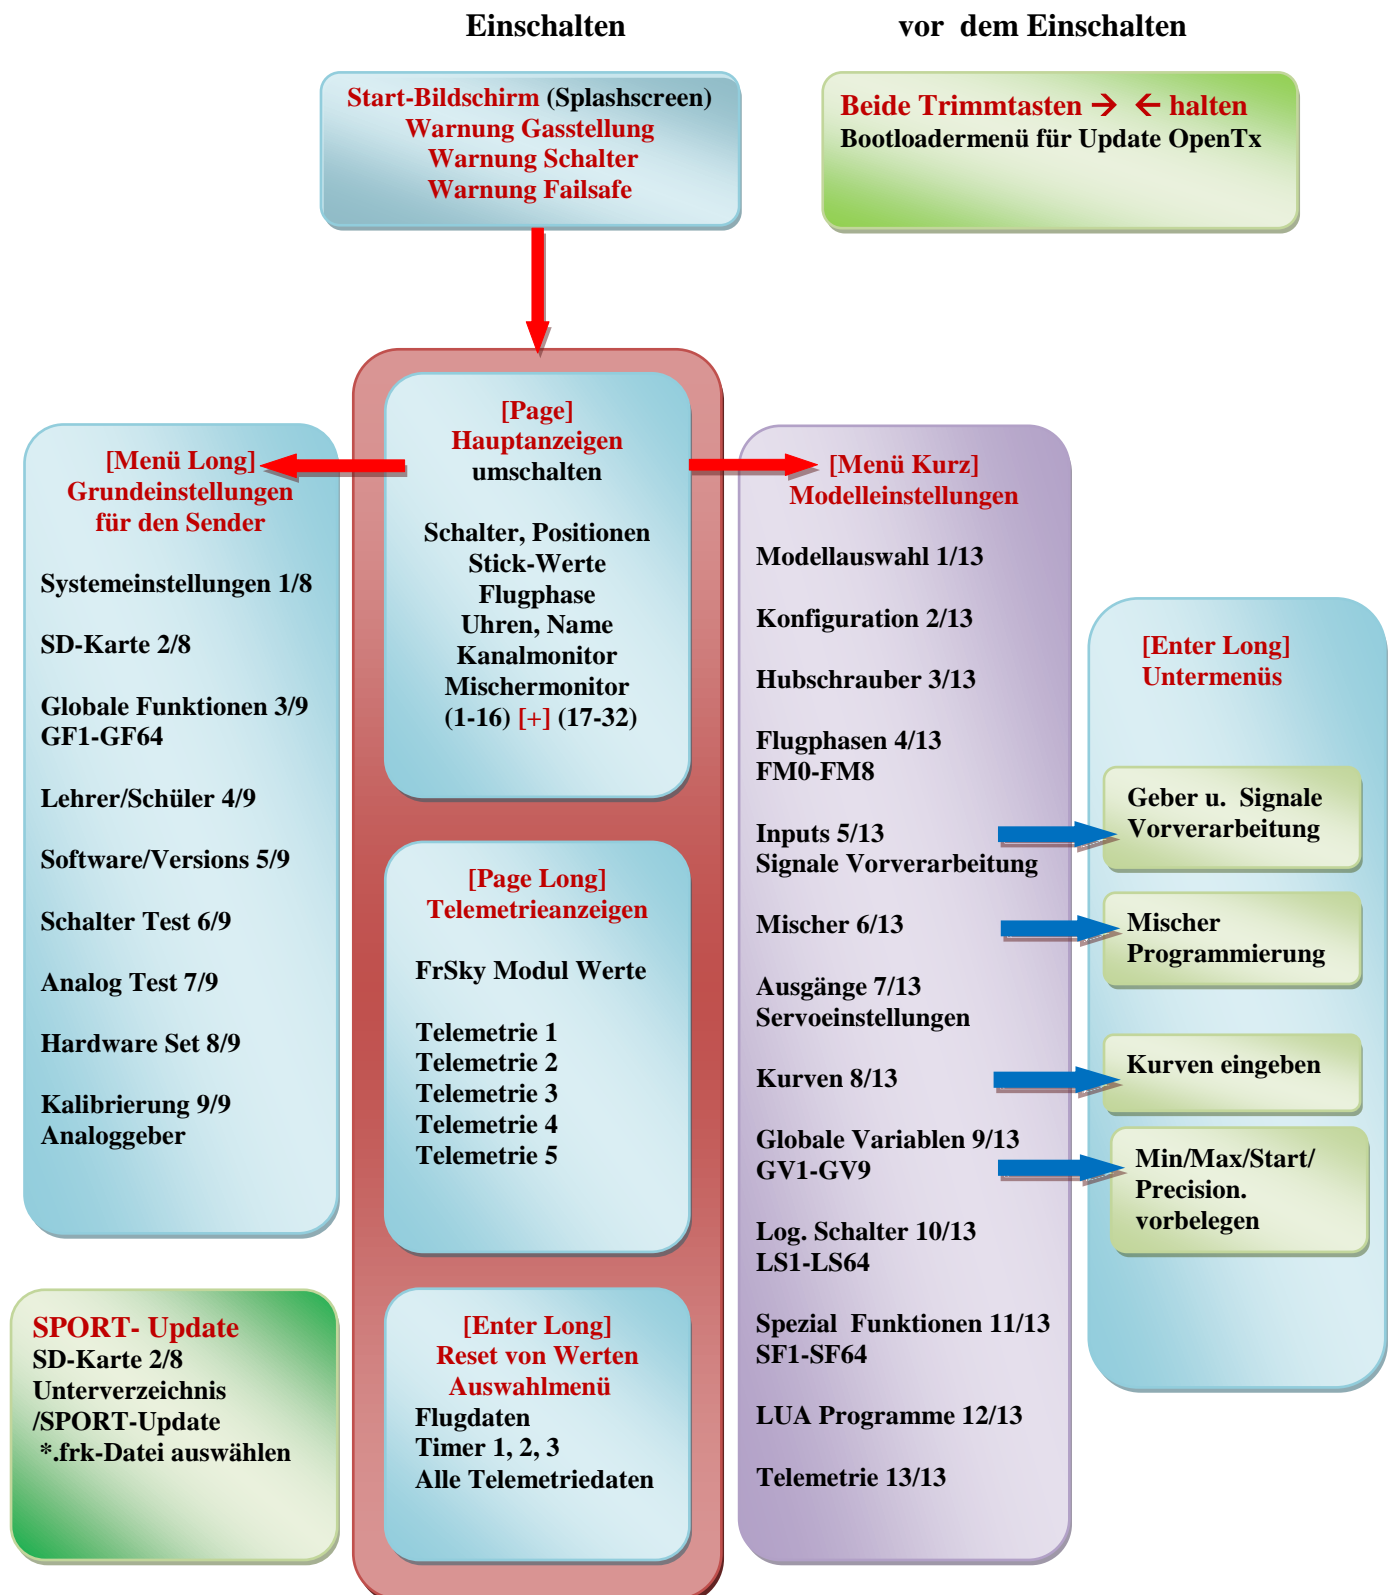 Einschalten
vor dem Einschalten
Start-Bildschirm (Splashscreen)
Warnung Gasstellung
Warnung Schalter
Warnung Failsafe
Beide Trimmtasten → ← halten
Bootloadermenü für Update OpenTx
[Menü Long]
Grundeinstellungen
für den Sender
Systemeinstellungen 1/8
SD-Karte 2/8
Globale Funktionen 3/9
GF1-GF64
Lehrer/Schüler 4/9
Software/Versions 5/9
Schalter Test 6/9
Analog Test 7/9
Hardware Set 8/9
Kalibrierung 9/9
Analoggeber
SPORT- Update
SD-Karte 2/8
Unterverzeichnis
/SPORT-Update
*.frk-Datei auswählen
[Page]
Hauptanzeigen
umschalten
Schalter, Positionen
Stick-Werte
Flugphase
Uhren, Name
Kanalmonitor
Mischermonitor
(1-16) [+] (17-32)
[Page Long]
Telemetrieanzeigen
FrSky Modul Werte
Telemetrie 1
Telemetrie 2
Telemetrie 3
Telemetrie 4
Telemetrie 5
[Enter Long]
Reset von Werten
Auswahlmenü
Flugdaten
Timer 1, 2, 3
Alle Telemetriedaten
[Menü Kurz]
Modelleinstellungen
Modellauswahl 1/13
Konfiguration 2/13
Hubschrauber 3/13
Flugphasen 4/13
FM0-FM8
Inputs 5/13
Signale Vorverarbeitung
Mischer 6/13
Ausgänge 7/13
Servoeinstellungen
Kurven 8/13
Globale Variablen 9/13
GV1-GV9
Log. Schalter 10/13
LS1-LS64
Spezial Funktionen 11/13
SF1-SF64
LUA Programme 12/13
Telemetrie 13/13
[Enter Long]
Untermenüs
Geber u. Signale
Vorverarbeitung
Mischer
Programmierung
Kurven eingeben
Min/Max/Start/
Precision.
vorbelegen